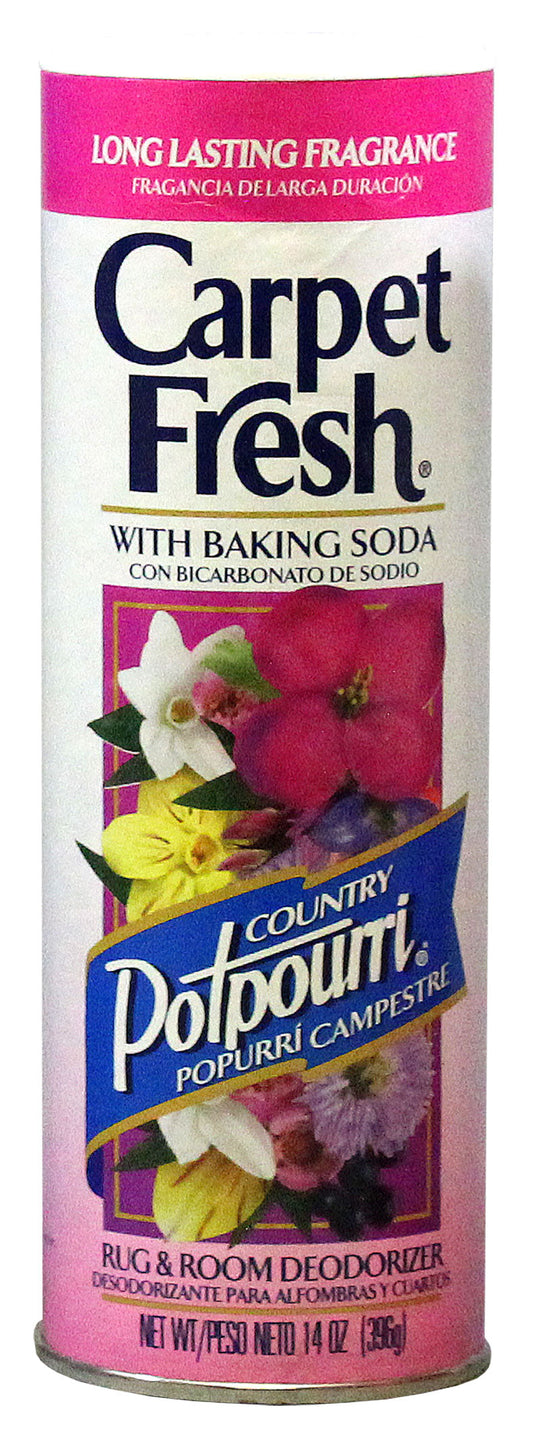 LONG LASTING FRAGRANCE
FRAGANCIA DE LARGA DURACIÓN
Carpet
Fresh®
WITH BAKING SODA
CON BICARBONATO DE SODIO
COUNTRY
Potpourri®
POPURRÍ CAMPESTRE
RUG & ROOM DEODORIZER
DESODORIZANTE PARA ALFOMBRAS Y CUARTOS
NET WT/PESO NETO 14 OZ (396g)